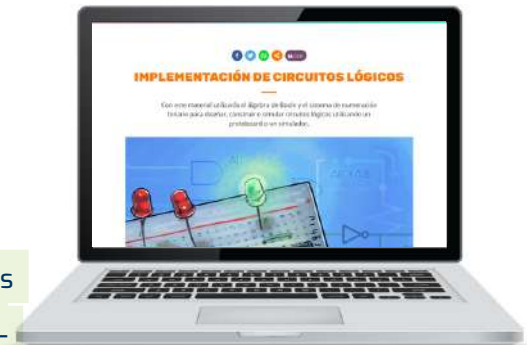 IMPLEMENTACIÓN DE CIRCUITOS LÓGICOS
Con este material utilizarás el álgebra de Boole y el sistema de numeración
binario para diseñar, construir o simular circuitos lógicos utilizando un
protoboard o un simulador.
s